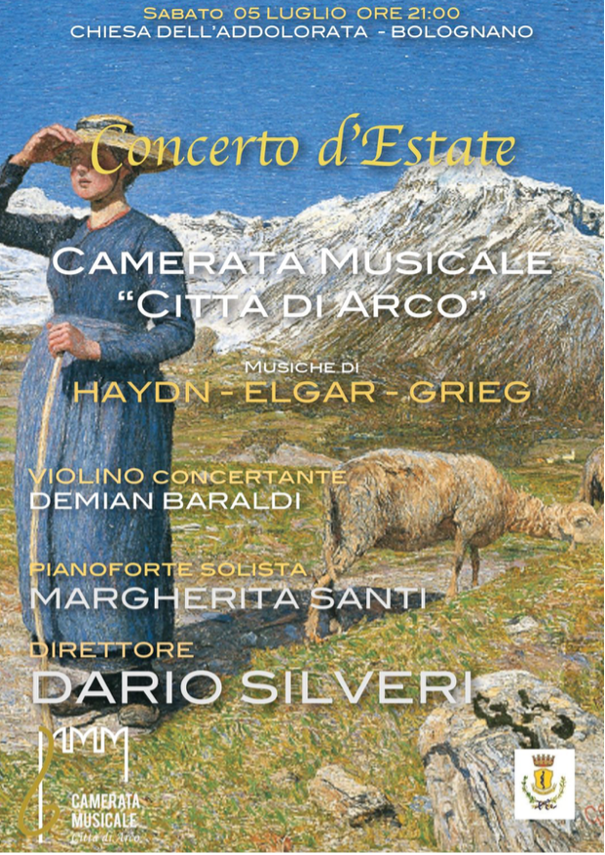 Sabato 05 LUGLIO ORE 21:00
CHIESA DELL'ADDOLORATA - BOLOGNANO
Concerto d'Estate
CAMERATA MUSICALE
“CITTÀ DI ARCO”
MUSICHE DI
HAYDN - ELGAR - GRIEG
VIOLINO CONCERTANTE
DEMIAN BARALDI
PIANOFORTE SOLISTA
MARGHERITA SANTI
DIRETTORE
DARIO SILVERI
CAMERATA
MUSICALE
Città di Arco